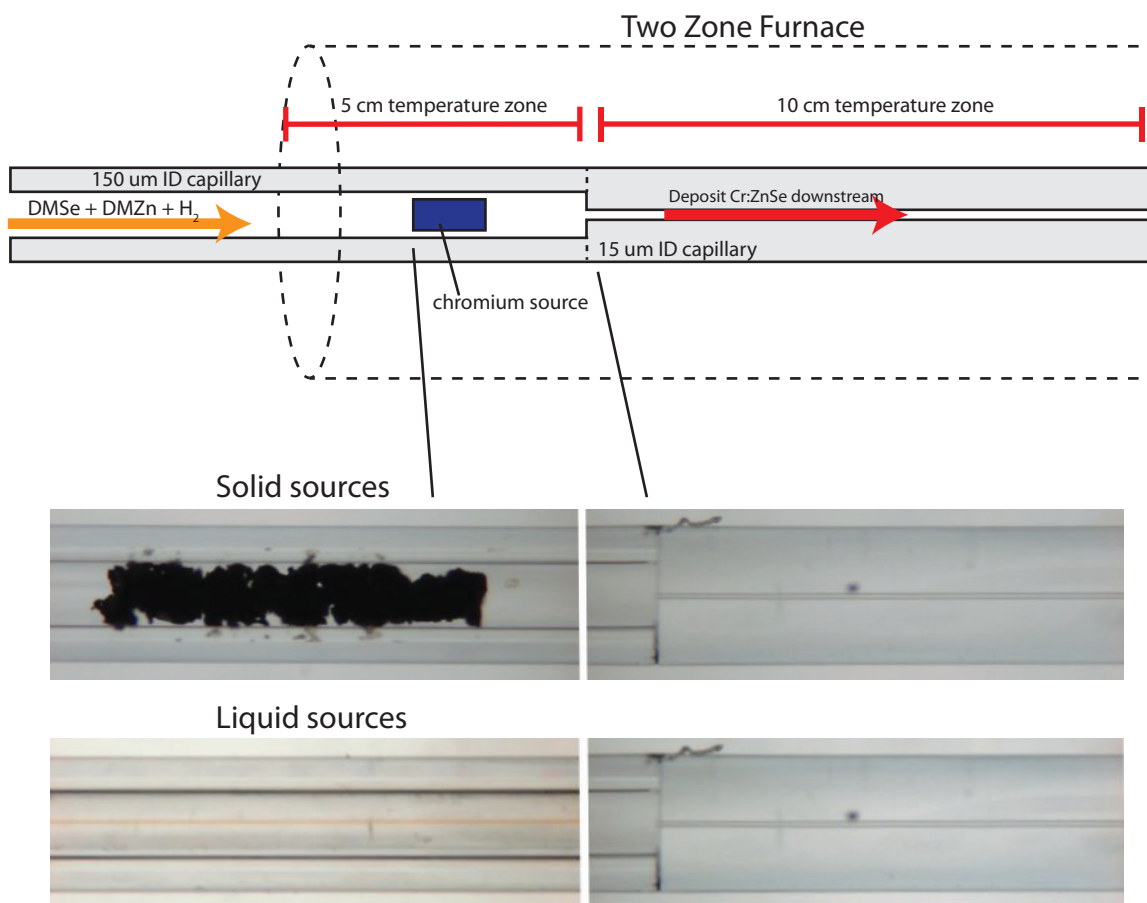 Two Zone Furnace
5 cm temperature zone
10 cm temperature zone
150 um ID capillary
DMSe + DMZn + H₂
Deposit Cr:ZnSe downstream
15 um ID capillary
chromium source
Solid sources
Liquid sources